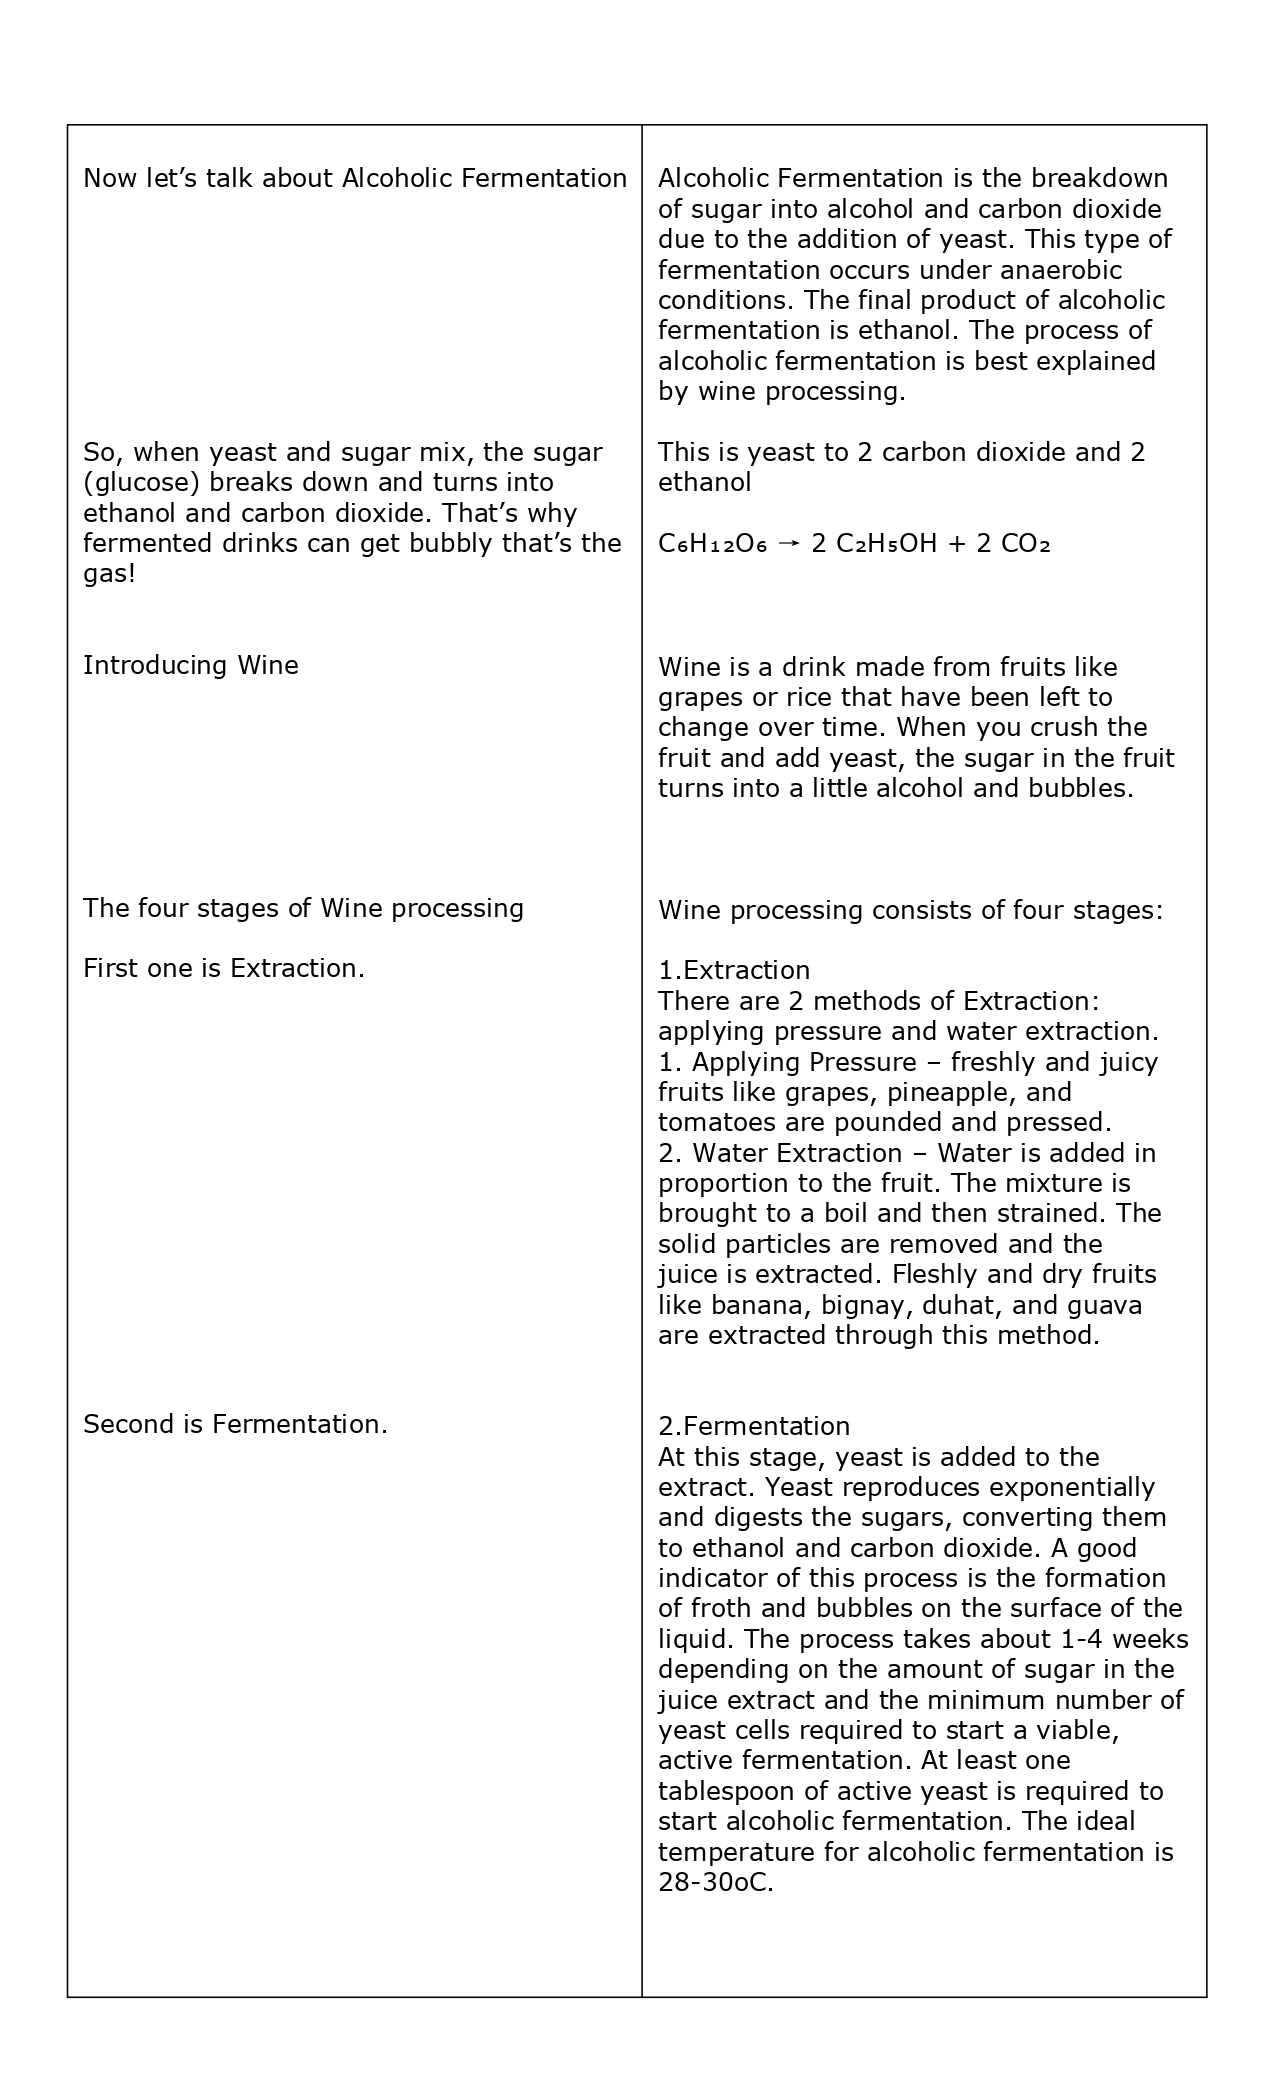 Now let’s talk about Alcoholic Fermentation
Alcoholic Fermentation is the breakdown
of sugar into alcohol and carbon dioxide
due to the addition of yeast. This type of
fermentation occurs under anaerobic
conditions. The final product of alcoholic
fermentation is ethanol. The process of
alcoholic fermentation is best explained
by wine processing.
So, when yeast and sugar mix, the sugar
(glucose) breaks down and turns into
ethanol and carbon dioxide. That’s why
fermented drinks can get bubbly that’s the
gas!
This is yeast to 2 carbon dioxide and 2
ethanol
C₆H₁₂O₆ → 2 C₂H₅OH + 2 CO₂
Introducing Wine
Wine is a drink made from fruits like
grapes or rice that have been left to
change over time. When you crush the
fruit and add yeast, the sugar in the fruit
turns into a little alcohol and bubbles.
The four stages of Wine processing
Wine processing consists of four stages:
First one is Extraction.
1.Extraction
There are 2 methods of Extraction:
applying pressure and water extraction.
1. Applying Pressure – freshly and juicy
fruits like grapes, pineapple, and
tomatoes are pounded and pressed.
2. Water Extraction – Water is added in
proportion to the fruit. The mixture is
brought to a boil and then strained. The
solid particles are removed and the
juice is extracted. Fleshly and dry fruits
like banana, bignay, duhat, and guava
are extracted through this method.
Second is Fermentation.
2.Fermentation
At this stage, yeast is added to the
extract. Yeast reproduces exponentially
and digests the sugars, converting them
to ethanol and carbon dioxide. A good
indicator of this process is the formation
of froth and bubbles on the surface of the
liquid. The process takes about 1-4 weeks
depending on the amount of sugar in the
juice extract and the minimum number of
yeast cells required to start a viable,
active fermentation. At least one
tablespoon of active yeast is required to
start alcoholic fermentation. The ideal
temperature for alcoholic fermentation is
28-30oC.